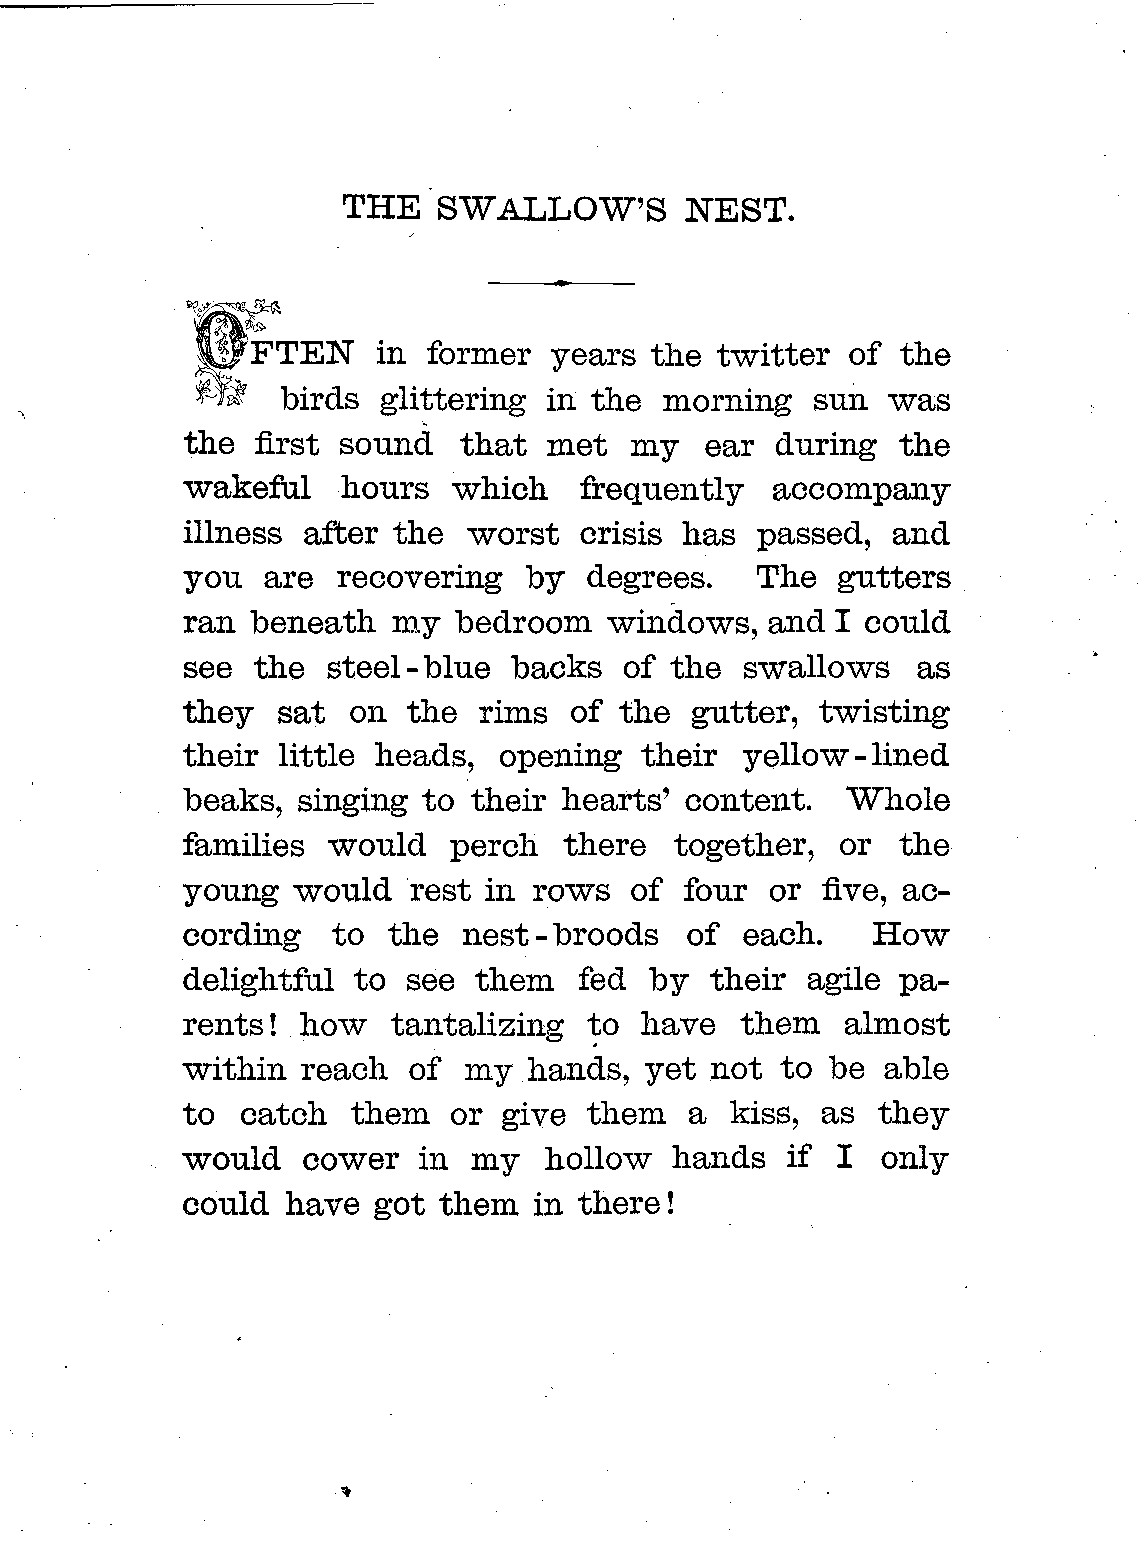 THE SWALLOW'S NEST.
OFTEN in former years the twitter of the
birds glittering in the morning sun was
the first sound that met my ear during the
wakeful hours which frequently accompany
illness after the worst crisis has passed, and
you are recovering by degrees. The gutters
ran beneath my bedroom windows, and I could
see the steel-blue backs of the swallows as
they sat on the rims of the gutter, twisting
their little heads, opening their yellow-lined
beaks, singing to their hearts' content. Whole
families would perch there together, or the
young would rest in rows of four or five, ac-
cording to the nest-broods of each. How
delightful to see them fed by their agile pa-
rents! how tantalizing to have them almost
within reach of my hands, yet not to be able
to catch them or give them a kiss, as they
would cower in my hollow hands if I only
could have got them in there!